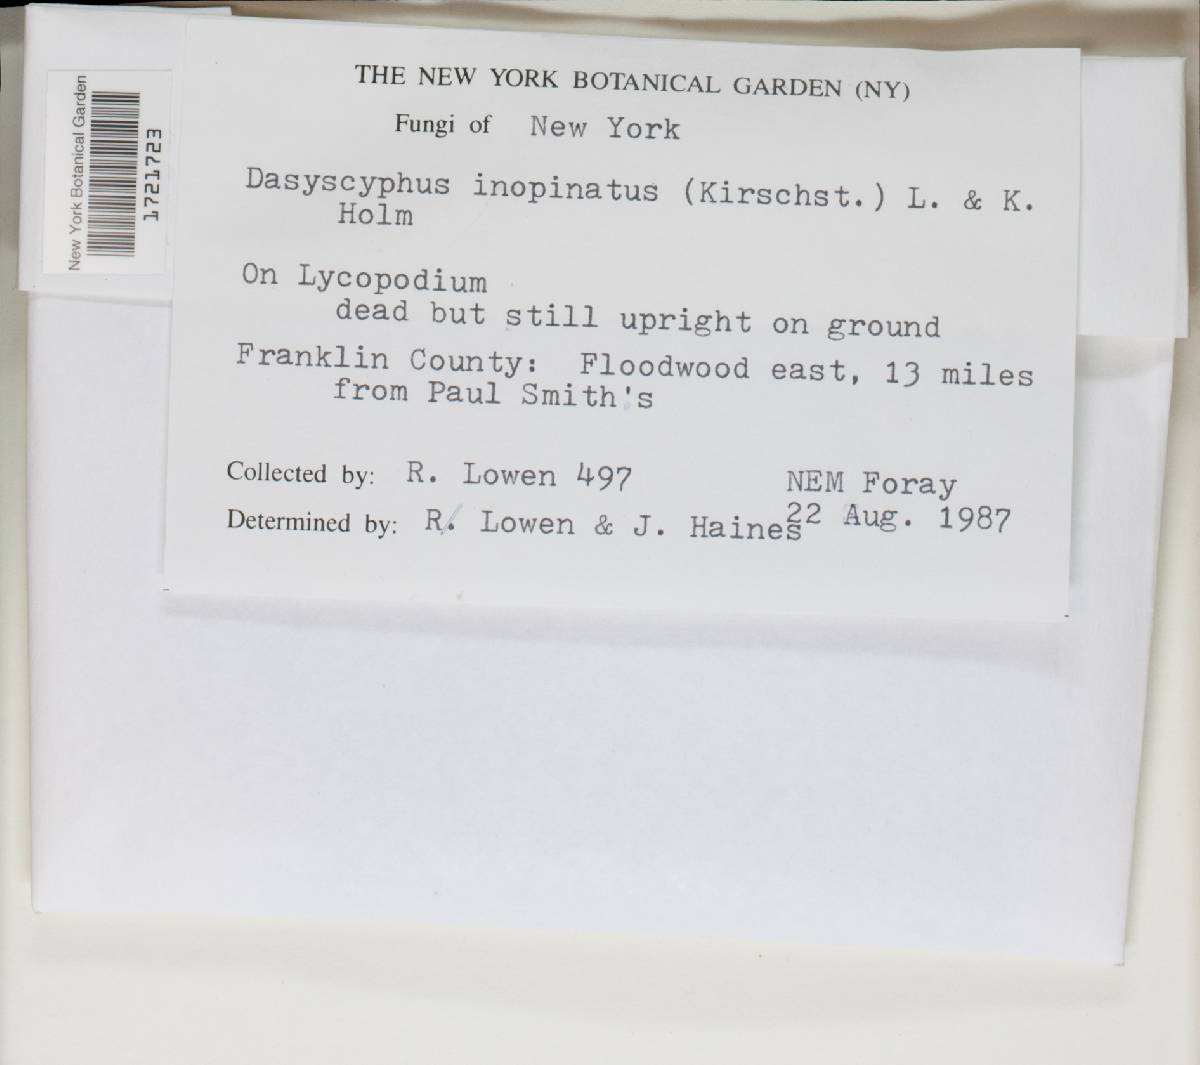 THE NEW YORK BOTANICAL GARDEN (NY)
Fungi of New York
Dasyscyphus inopinatus (Kirschst.) L. & K.
Holm
On Lycopodium
dead but still upright on ground
Franklin County: Floodwood east, 13 miles
from Paul Smith's
Collected by: R. Lowen 497 NEM Foray
Determined by: R. Lowen & J. Haines 22 Aug. 1987
New York Botanical Garden
1721723